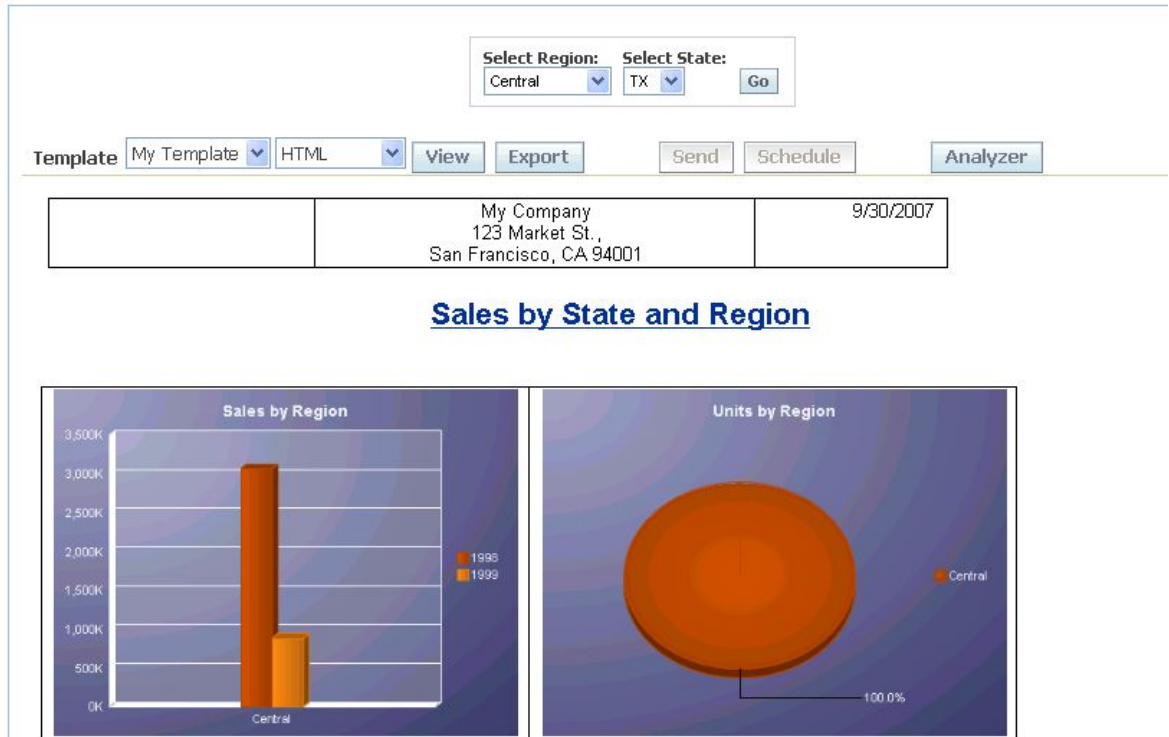 Select Region: Select State:
Central TX Go
Template My Template HTML View Export Send Schedule Analyzer
My Company 9/30/2007
123 Market St.,
San Francisco, CA 94001
Sales by State and Region
Sales by Region
3,500K
3,000K
2,500K
2,000K
1,500K
1,000K
500K
0K
Central
1998
1999
Units by Region
Central
100.0%